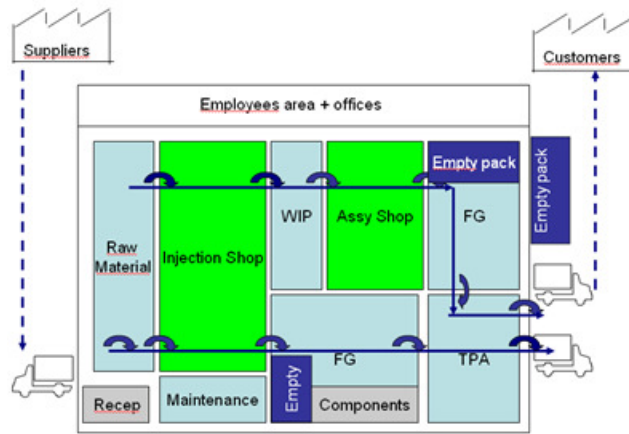 Suppliers
Customers
Employees area + offices
Empty pack
Empty pack
WIP
Assy Shop
FG
Raw
Material
Injection Shop
FG
TPA
Empty
Recep
Maintenance
Components